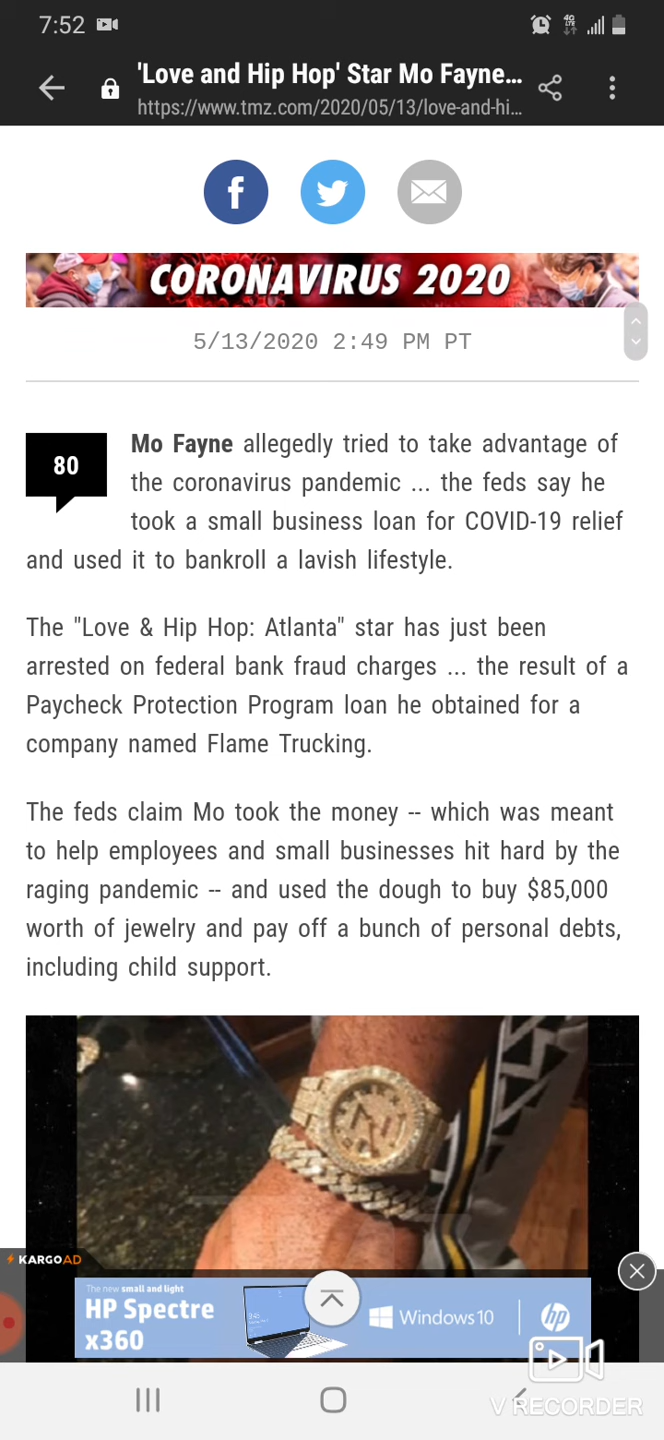 7:52
4G
LTE
'Love and Hip Hop' Star Mo Fayne...
https://www.tmz.com/2020/05/13/love-and-hi...
f
CORONAVIRUS 2020
5/13/2020 2:49 PM PT
80
Mo Fayne allegedly tried to take advantage of
the coronavirus pandemic ... the feds say he
took a small business loan for COVID-19 relief
and used it to bankroll a lavish lifestyle.
The "Love & Hip Hop: Atlanta" star has just been
arrested on federal bank fraud charges ... the result of a
Paycheck Protection Program loan he obtained for a
company named Flame Trucking.
The feds claim Mo took the money -- which was meant
to help employees and small businesses hit hard by the
raging pandemic -- and used the dough to buy $85,000
worth of jewelry and pay off a bunch of personal debts,
including child support.
KARGOAD
The new small and light
HP Spectre
x360
Windows 10
hp
V RECORDER